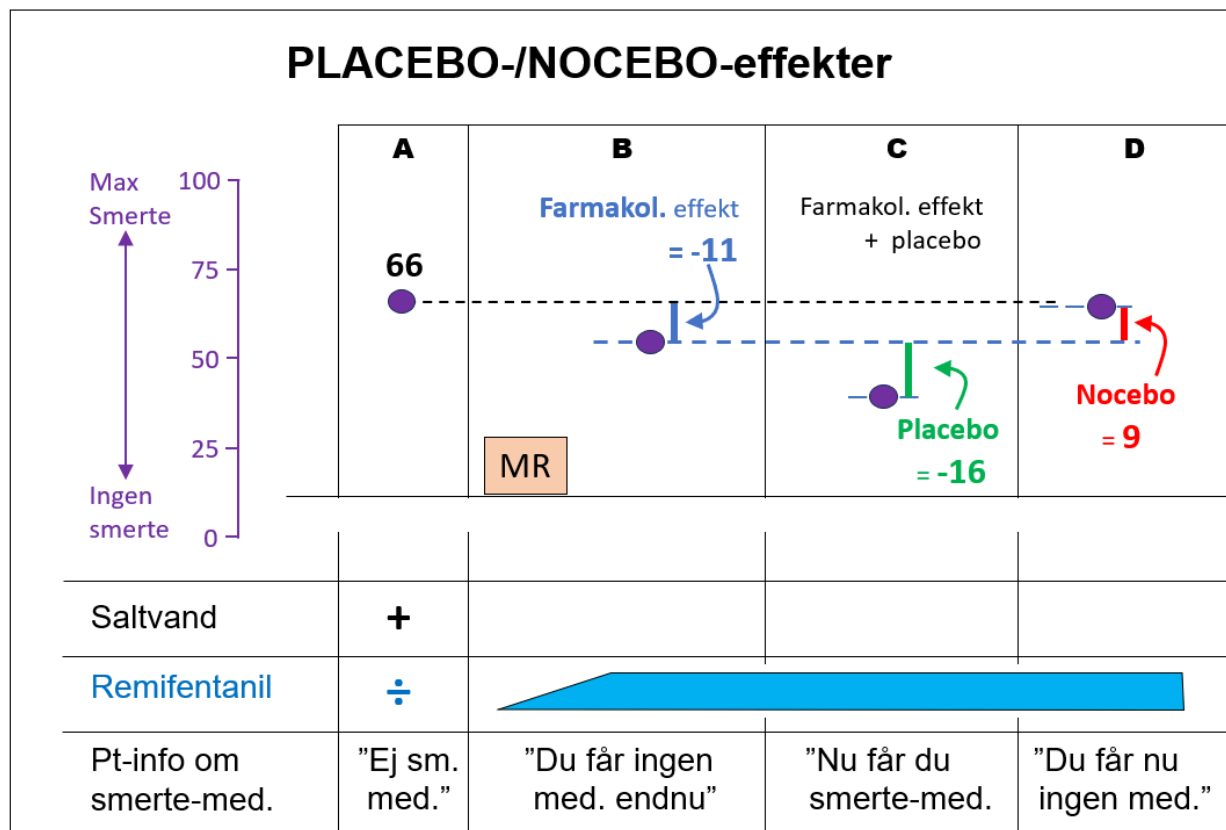 PLACEBO-/NOCEBO-effekter
A
B
C
D
Max
Smerte
Ingen
smerte
100
75
50
25
0
66
Farmakol. effekt
= -11
MR
Farmakol. effekt
+ placebo
Placebo
= -16
Nocebo
= 9
Saltvand
+
Remifentanil
÷
Pt-info om
smerte-med.
”Ej sm.
med.”
”Du får ingen
med. endnu”
”Nu får du
smerte-med.
”Du får nu
ingen med.”